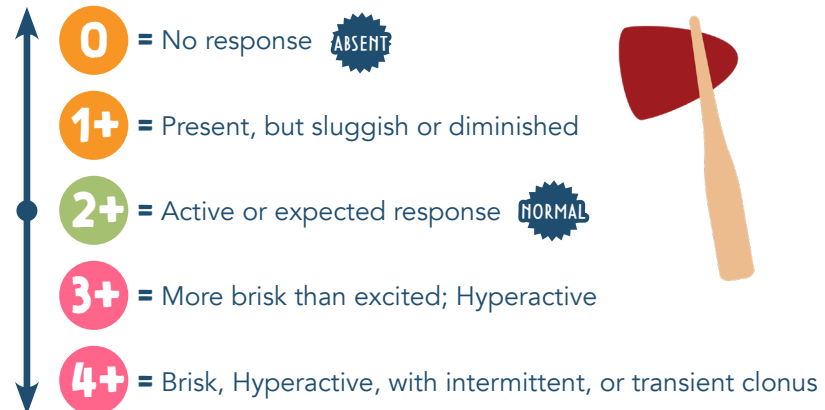 0 = No response ABSENT
1+ = Present, but sluggish or diminished
2+ = Active or expected response NORMAL
3+ = More brisk than excited; Hyperactive
4+ = Brisk, Hyperactive, with intermittent, or transient clonus